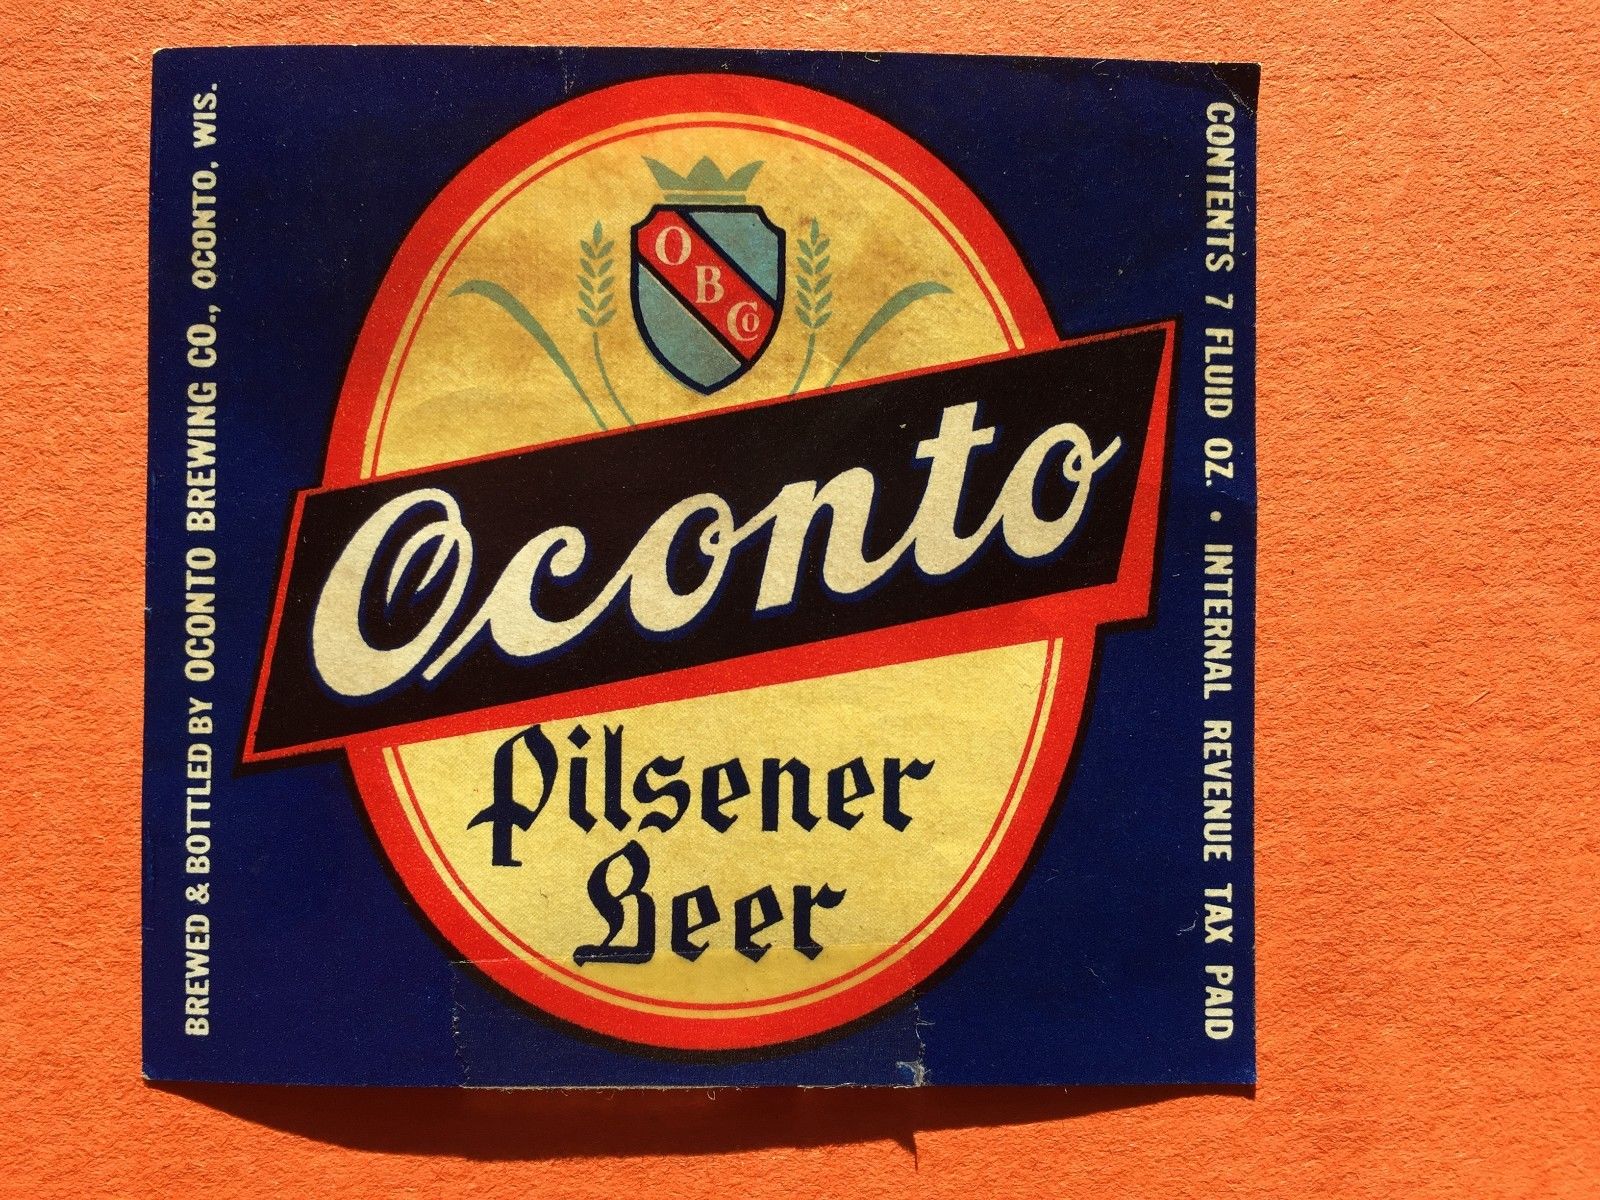 BREWED & BOTTLED BY OCONTO BREWING CO., OCONTO, WIS.
O B Co
Oconto
Pilsener
Beer
CONTENTS 7 FLUID OZ. • INTERNAL REVENUE TAX PAID